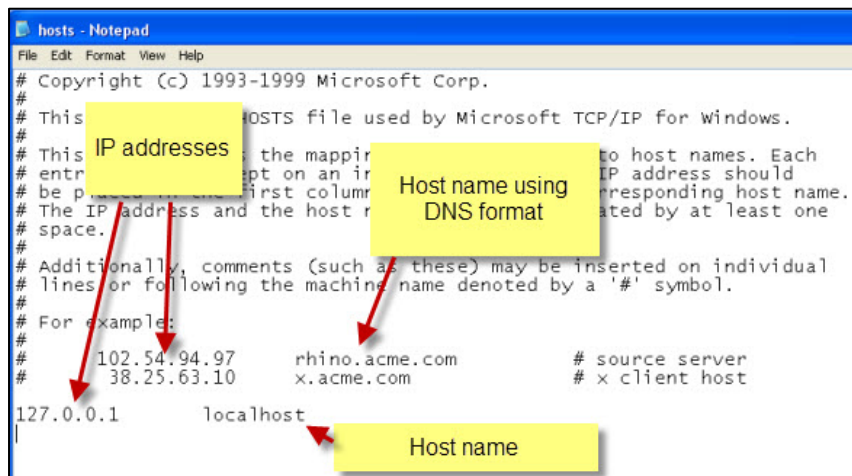 hosts - Notepad
File Edit Format View Help
# Copyright (c) 1993-1999 Microsoft Corp.
#
# This HOSTS file used by Microsoft TCP/IP for Windows.
#
IP addresses
# This s the mappin to host names. Each
# entr ept on an in IP address should
# be p in the first colum rresponding host name.
Host name using
DNS format
# The IP address and the host n ated by at least one
# space.
#
# Additionally, comments (such as these) may be inserted on individual
# lines or following the machine name denoted by a '#' symbol.
#
# For example:
#
# 102.54.94.97 rhino.acme.com # source server
# 38.25.63.10 x.acme.com # x client host
127.0.0.1 localhost
Host name